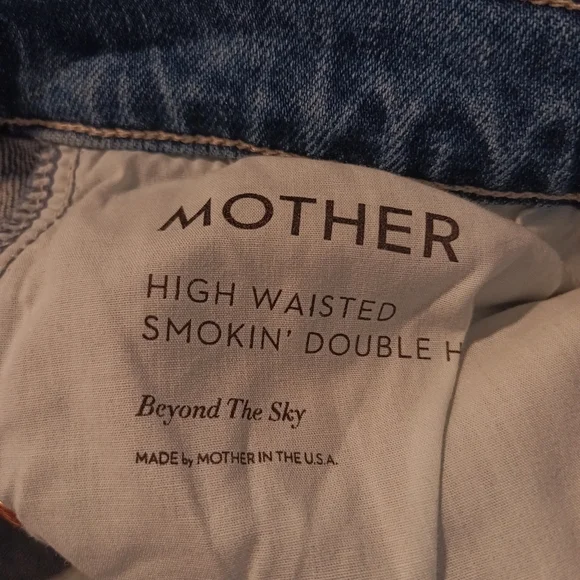 MOTHER
HIGH WAISTED
SMOKIN' DOUBLE H
Beyond The Sky
MADE by MOTHER IN THE U.S.A.